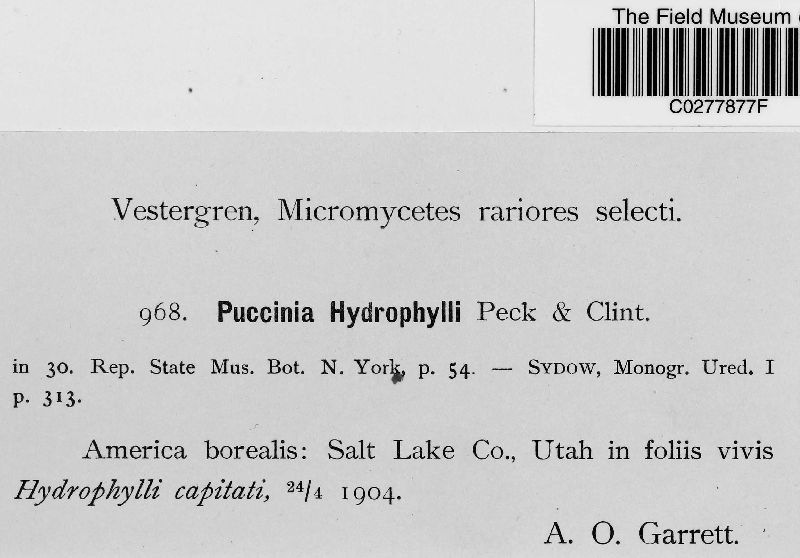 The Field Museum
C0277877F
Vestergren, Micromycetes rariores selecti.
968. Puccinia Hydrophylli Peck & Clint.
in 30. Rep. State Mus. Bot. N. York, p. 54. — Sydow, Monogr. Ured. I
p. 313.
America borealis: Salt Lake Co., Utah in foliis vivis
Hydrophylli capitati, 24/4 1904.
A. O. Garrett.